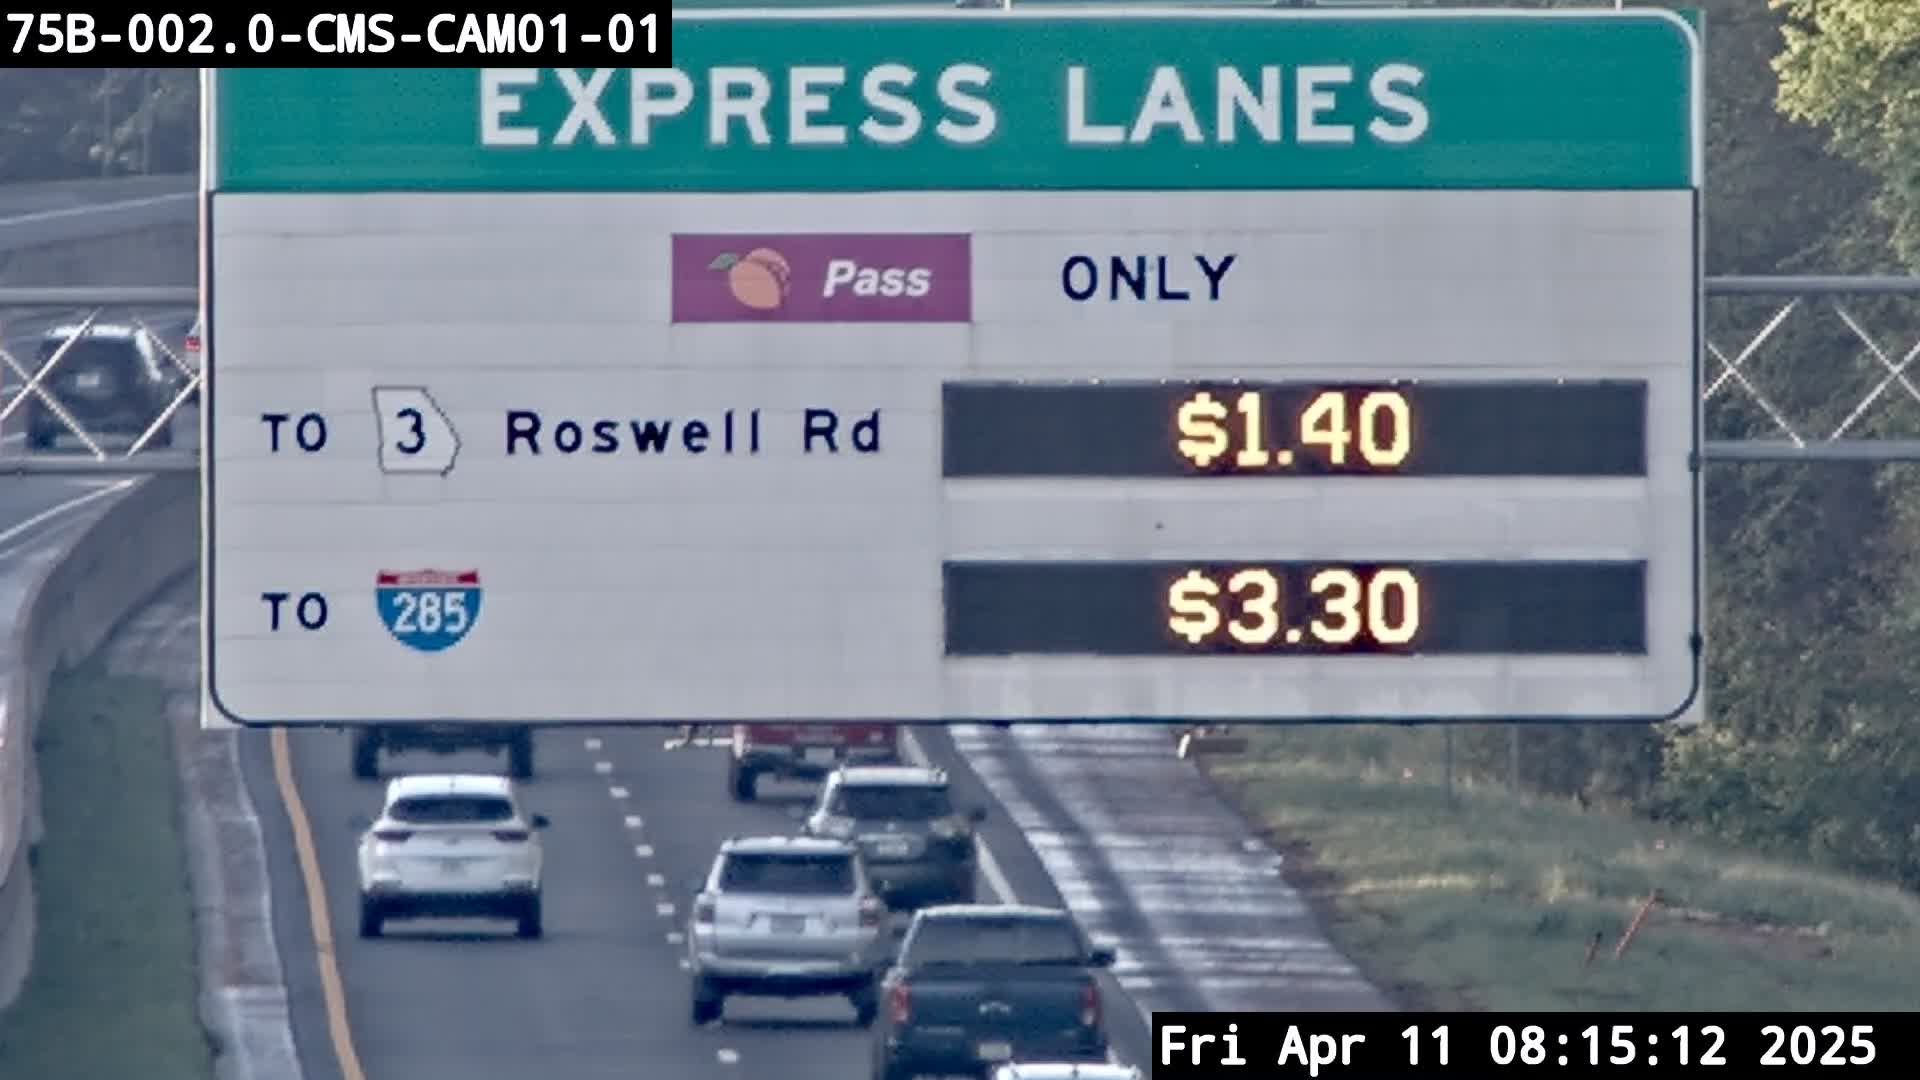 75B-002.0-CMS-CAM01-01
EXPRESS LANES
Pass ONLY
TO 3 Roswell Rd $1.40
TO 285 $3.30
Fri Apr 11 08:15:12 2025